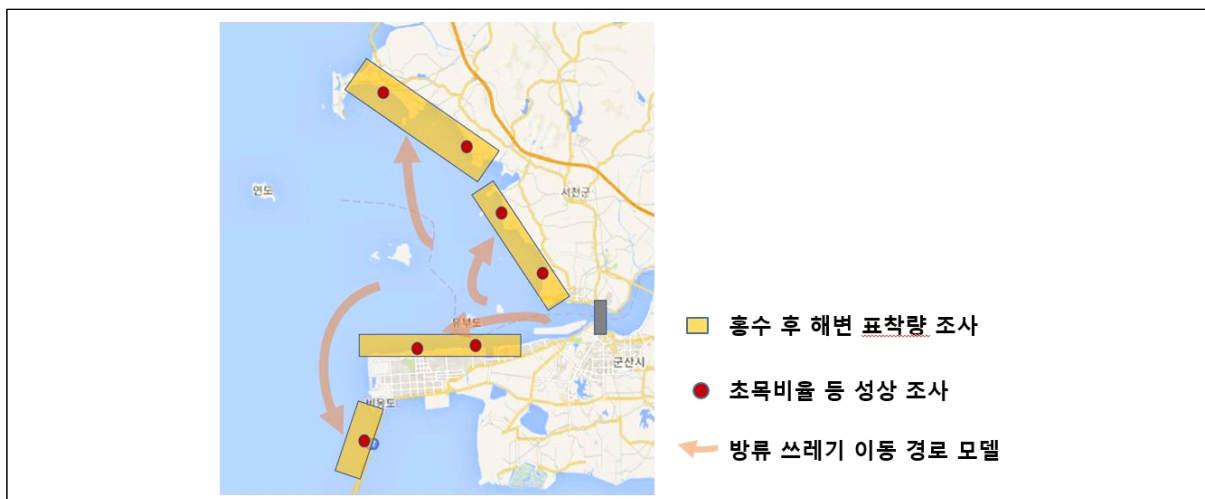 연도
서천군
유부도
군산시
비응도
홍수 후 해변 표착량 조사
초목비율 등 성상 조사
방류 쓰레기 이동 경로 모델